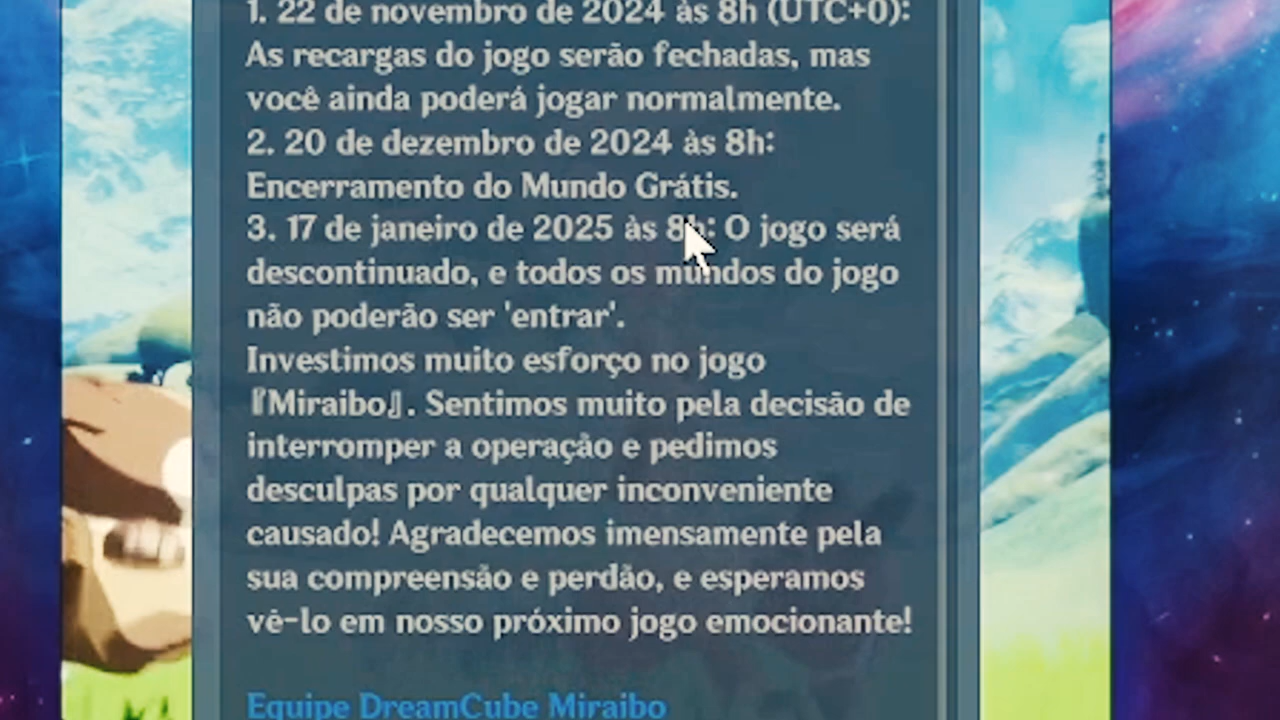 1. 22 de novembro de 2024 às 8h (UTC+0):
As recargas do jogo serão fechadas, mas
você ainda poderá jogar normalmente.
2. 20 de dezembro de 2024 às 8h:
Encerramento do Mundo Grátis.
3. 17 de janeiro de 2025 às 8h: O jogo será
descontinuado, e todos os mundos do jogo
não poderão ser 'entrar'.
Investimos muito esforço no jogo
『Miraibo』. Sentimos muito pela decisão de
interromper a operação e pedimos
desculpas por qualquer inconveniente
causado! Agradecemos imensamente pela
sua compreensão e perdão, e esperamos
vê-lo em nosso próximo jogo emocionante!
Equipe DreamCube Miraibo